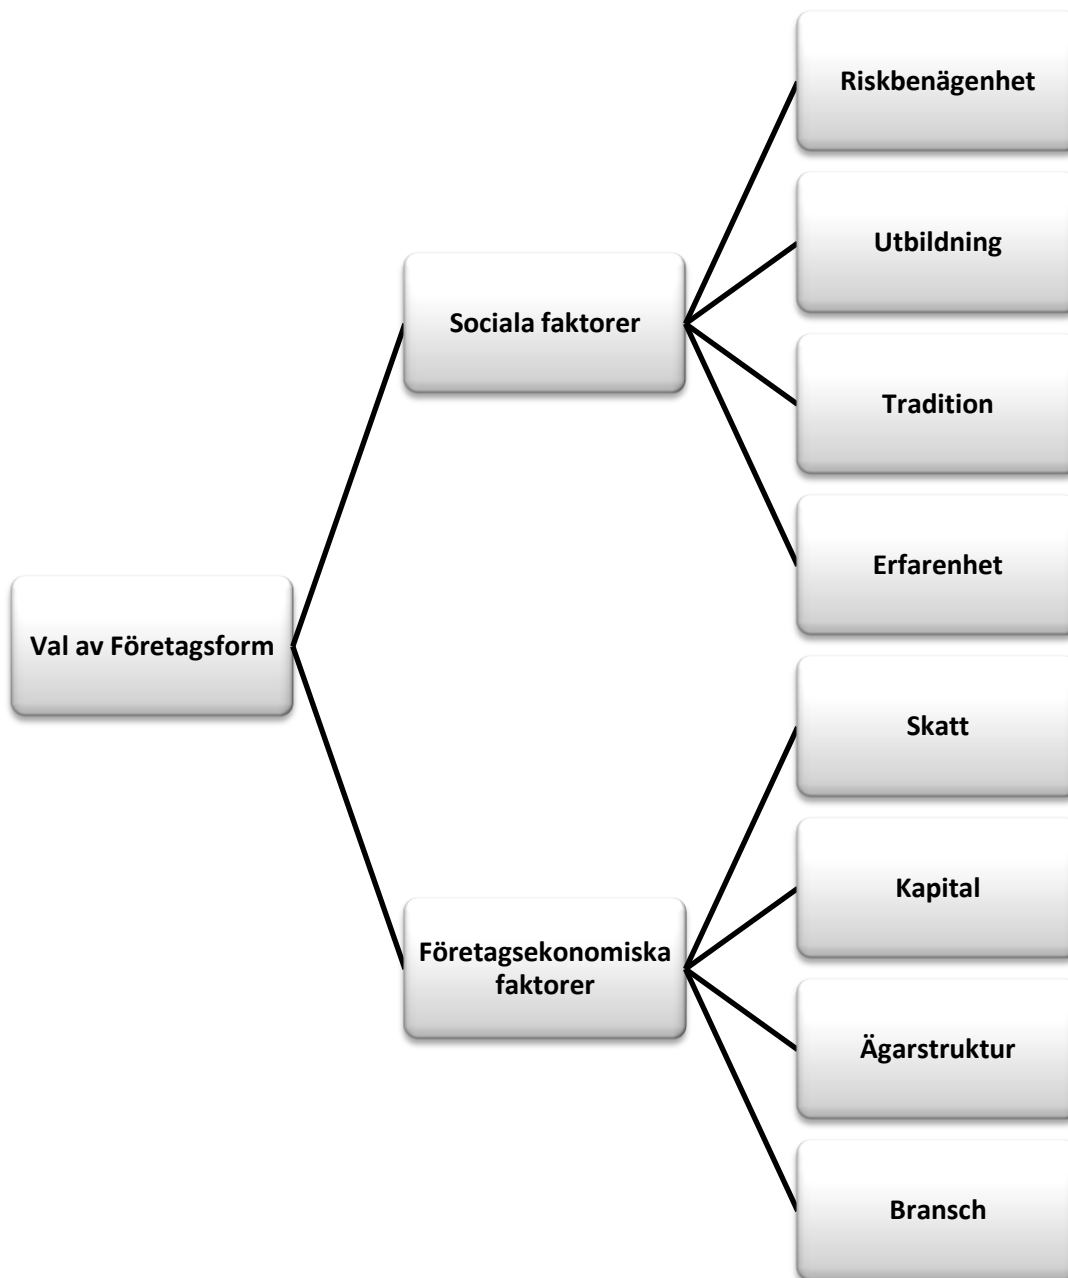 Val av Företagsform
Sociala faktorer
Riskbenägenhet
Utbildning
Tradition
Erfarenhet
Företagsekonomiska
faktorer
Skatt
Kapital
Ägarstruktur
Bransch